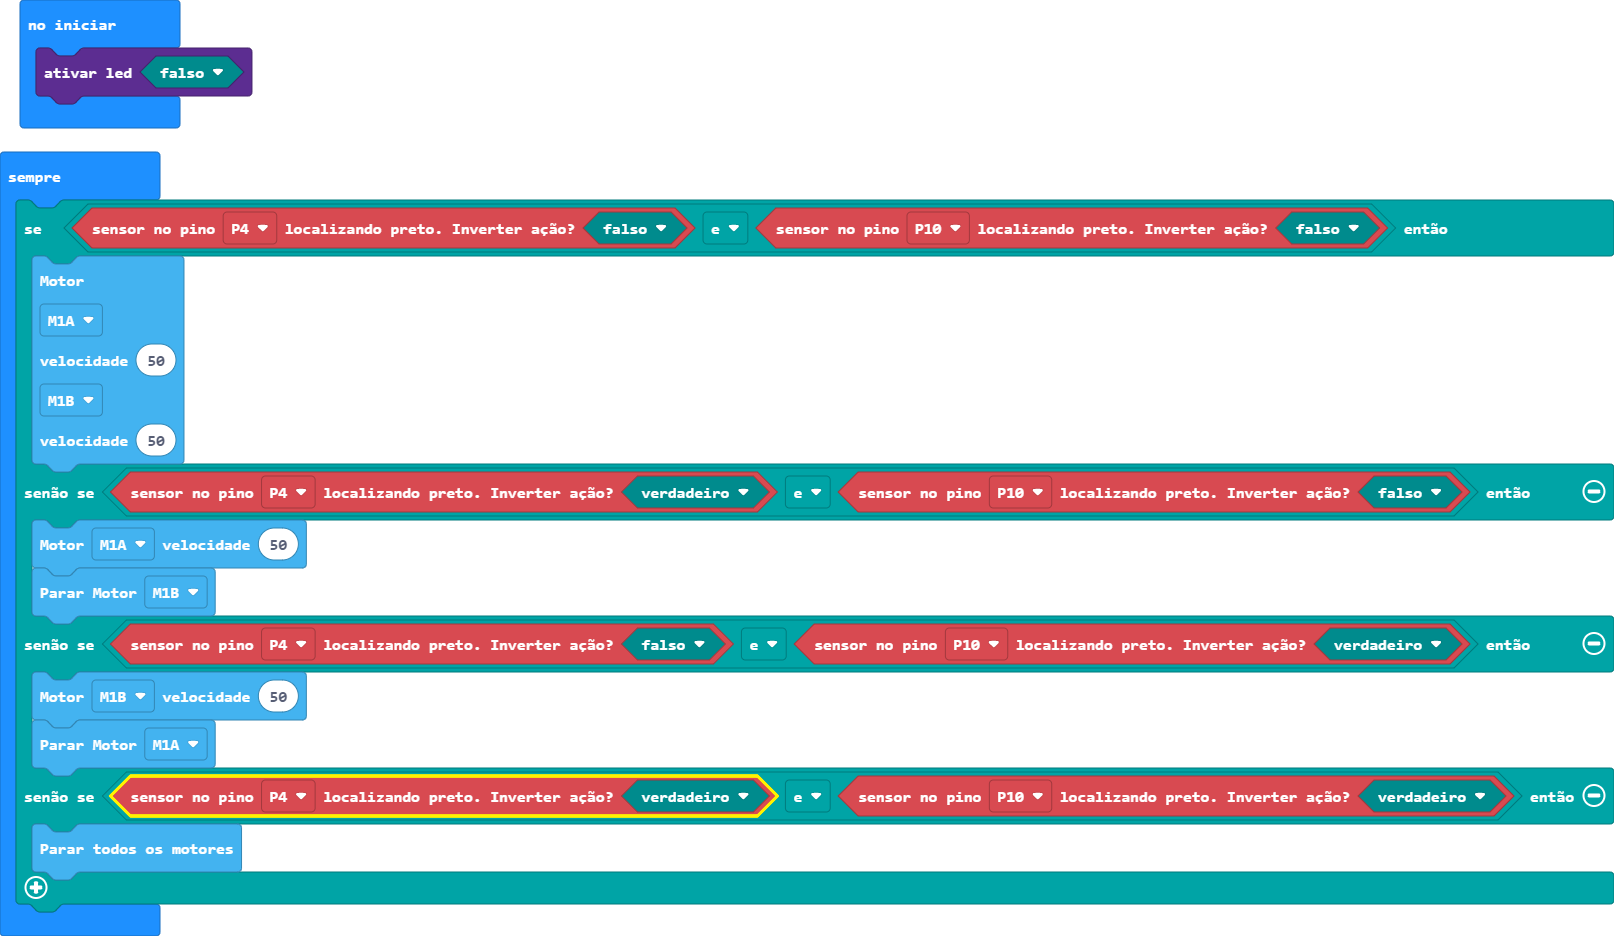 no iniciar
ativar led falso
sempre
se sensor no pino P4 localizando preto. Inverter ação? falso e sensor no pino P10 localizando preto. Inverter ação? falso então
Motor
M1A
velocidade 50
M1B
velocidade 50
senão se sensor no pino P4 localizando preto. Inverter ação? verdadeiro e sensor no pino P10 localizando preto. Inverter ação? falso então
Motor M1A velocidade 50
Parar Motor M1B
senão se sensor no pino P4 localizando preto. Inverter ação? falso e sensor no pino P10 localizando preto. Inverter ação? verdadeiro então
Motor M1B velocidade 50
Parar Motor M1A
senão se sensor no pino P4 localizando preto. Inverter ação? verdadeiro e sensor no pino P10 localizando preto. Inverter ação? verdadeiro então
Parar todos os motores